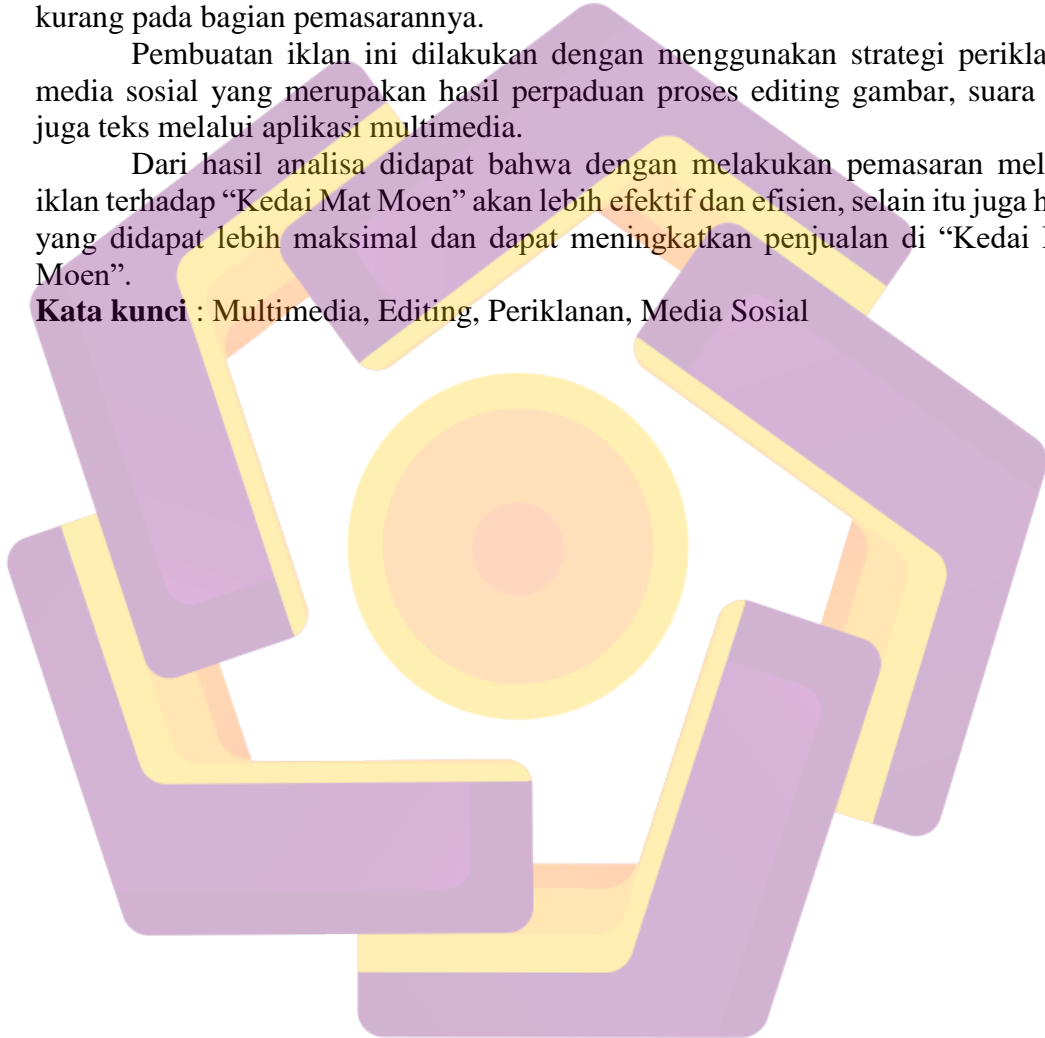 kurang pada bagian pemasarannya.
Pembuatan iklan ini dilakukan dengan menggunakan strategi perikla
media sosial yang merupakan hasil perpaduan proses editing gambar, suara
juga teks melalui aplikasi multimedia.
Dari hasil analisa didapat bahwa dengan melakukan pemasaran mel
iklan terhadap “Kedai Mat Moen” akan lebih efektif dan efisien, selain itu juga h
yang didapat lebih maksimal dan dapat meningkatkan penjualan di “Kedai
Moen”.
Kata kunci : Multimedia, Editing, Periklanan, Media Sosial